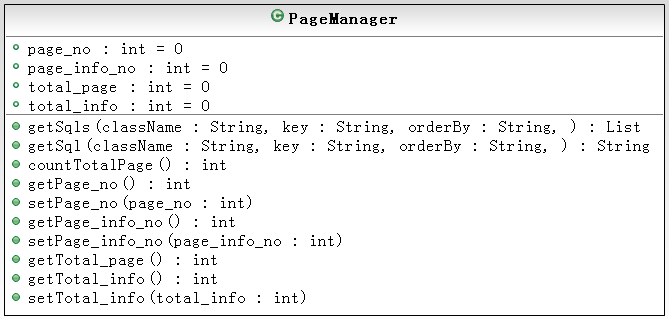 C PageManager
page_no : int = 0
page_info_no : int = 0
total_page : int = 0
total_info : int = 0
getSqls(className : String, key : String, orderBy : String, ) : List
getSql(className : String, key : String, orderBy : String, ) : String
countTotalPage() : int
getPage_no() : int
setPage_no(page_no : int)
getPage_info_no() : int
setPage_info_no(page_info_no : int)
getTotal_page() : int
getTotal_info() : int
setTotal_info(total_info : int)